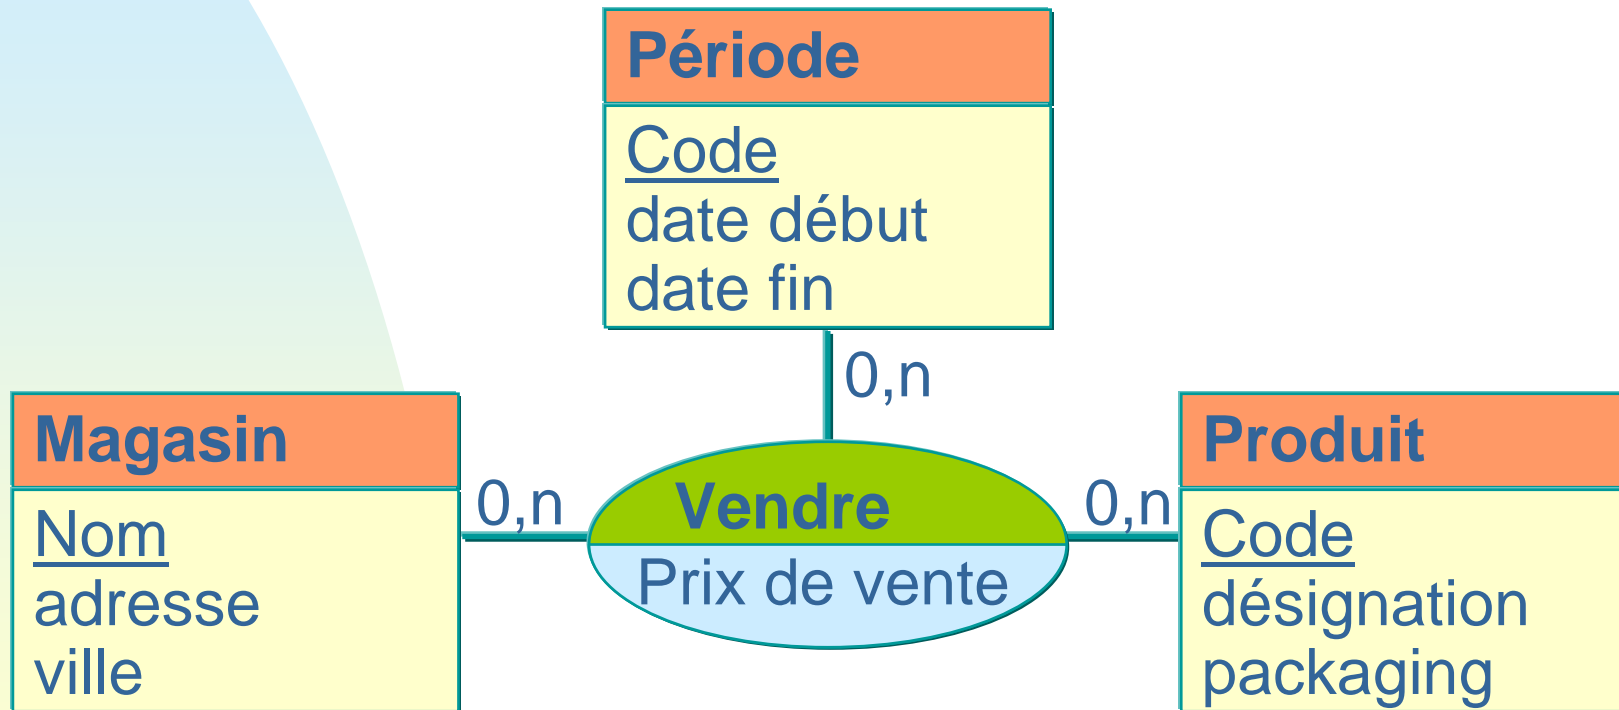 Période
Code
date début
date fin
0,n
Magasin
Nom
adresse
ville
0,n
Vendre
Prix de vente
0,n
Produit
Code
désignation
packaging